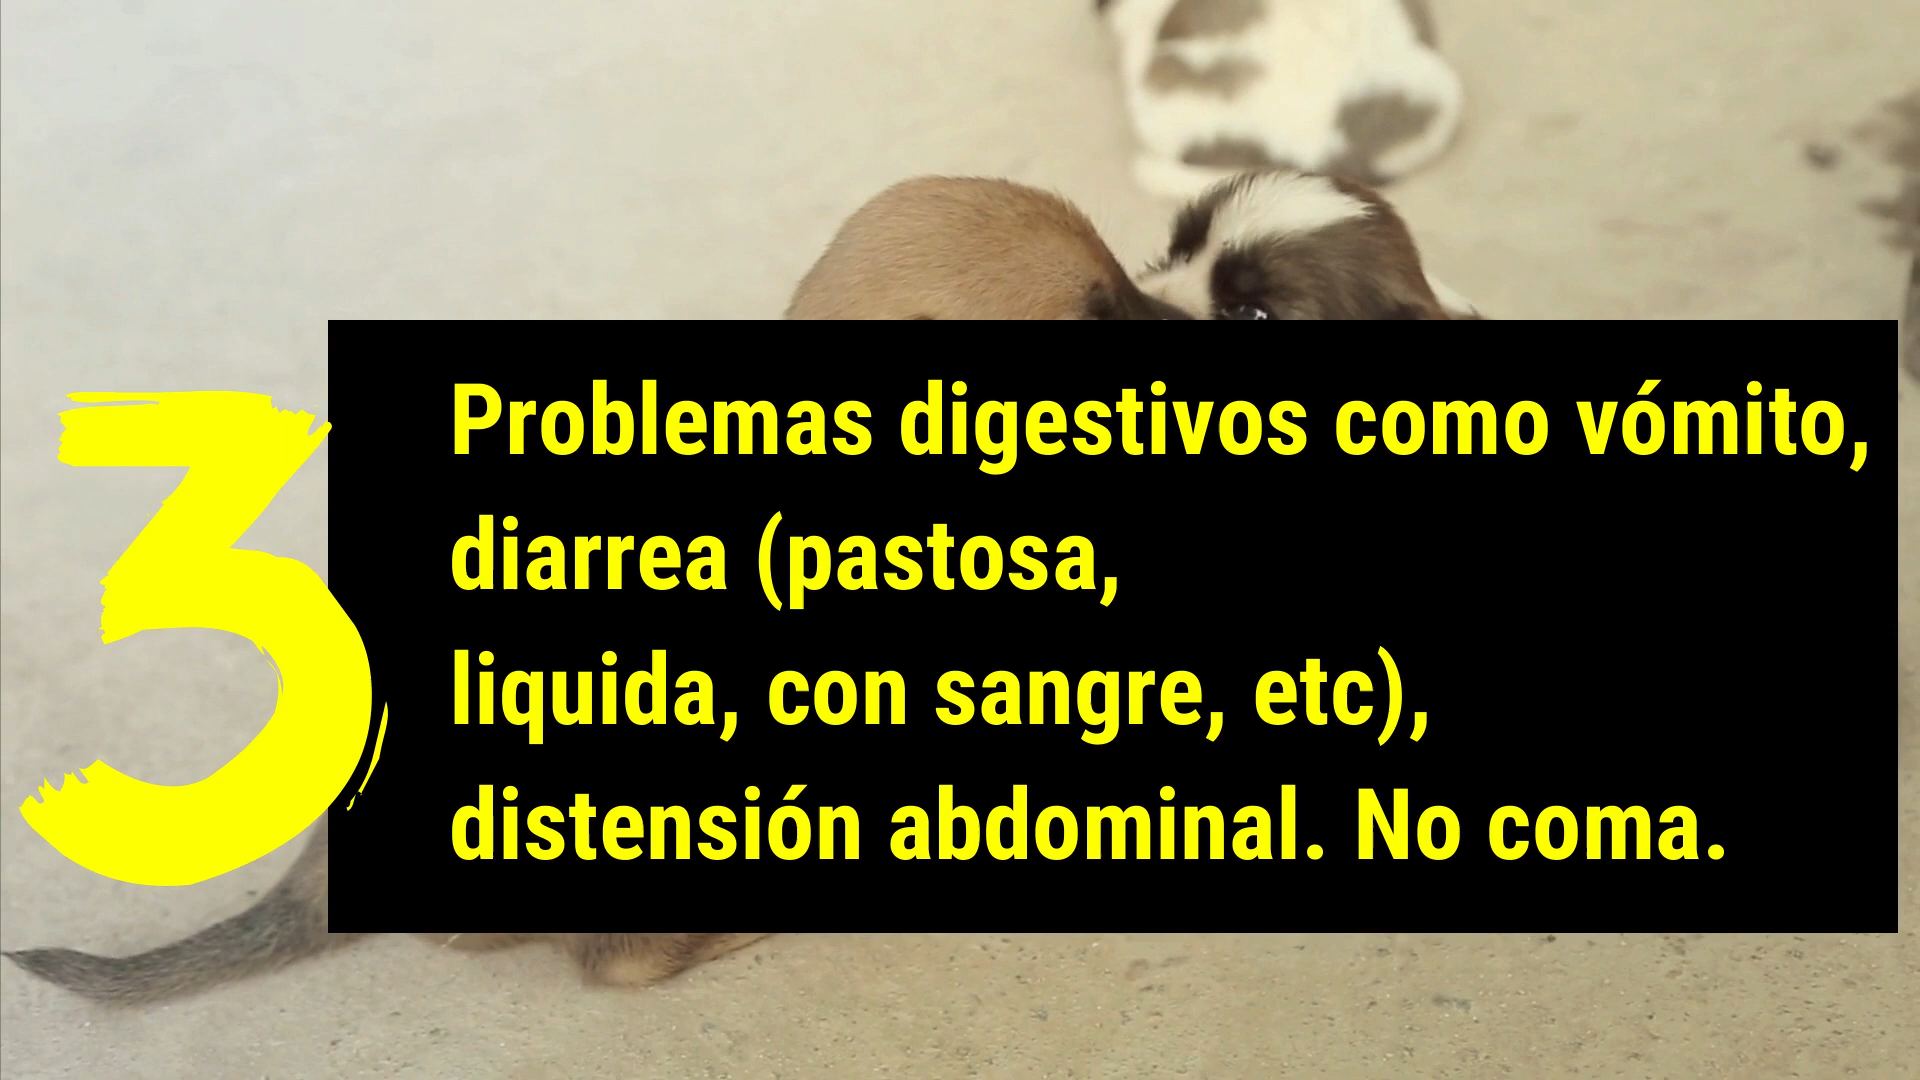 3
Problemas digestivos como vómito,
diarrea (pastosa,
liquida, con sangre, etc),
distensión abdominal. No coma.